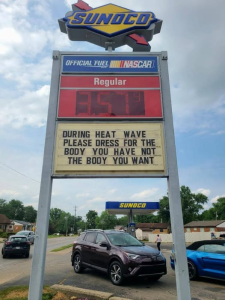 SUNOCO
OFFICIAL FUEL NASCAR
Regular
DURING HEAT WAVE
PLEASE DRESS FOR THE
BODY YOU HAVE NOT
THE BODY YOU WANT
SUNOCO